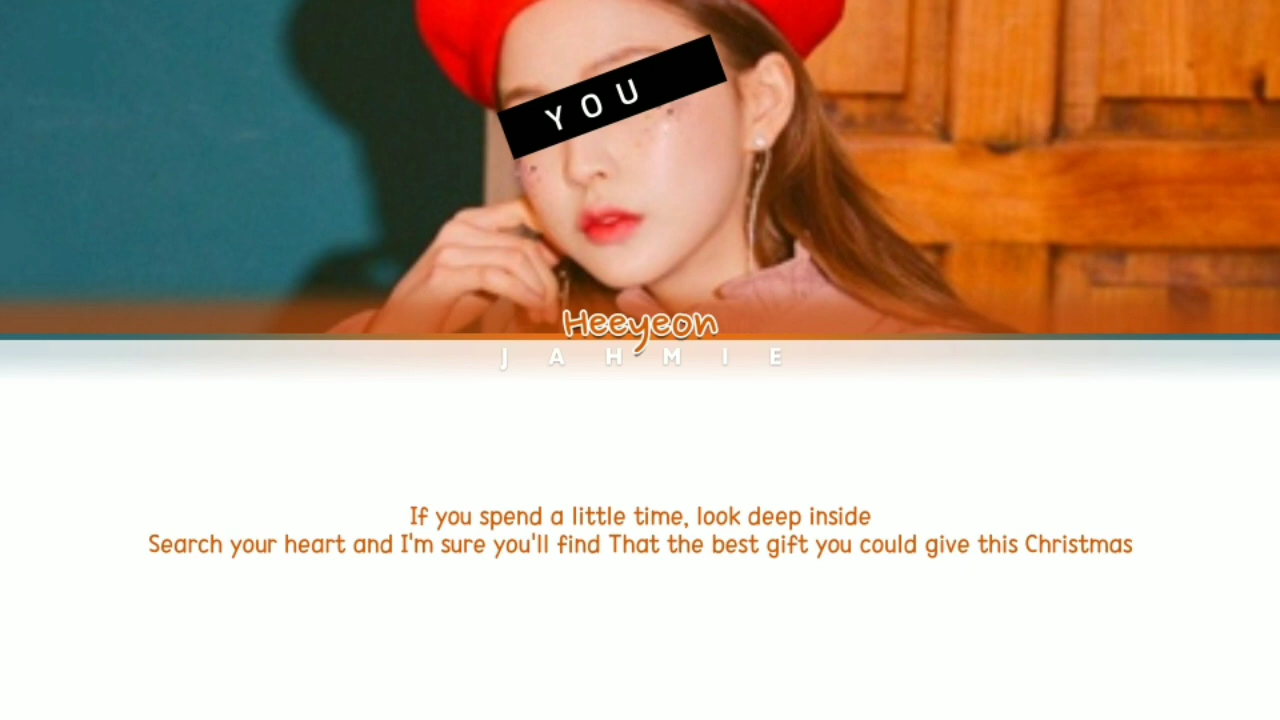 YOU
Heeyeon
JAHMIE
If you spend a little time, look deep inside
Search your heart and I'm sure you'll find That the best gift you could give this Christmas